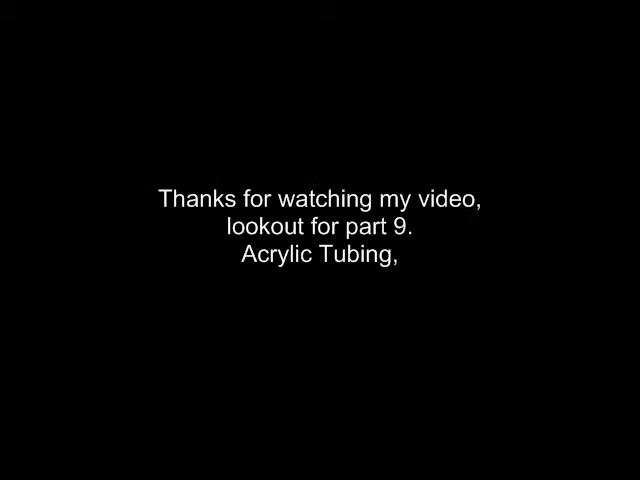 Thanks for watching my video,
lookout for part 9.
Acrylic Tubing,